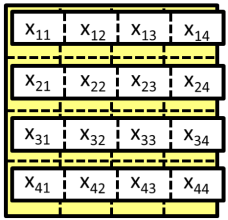 x₁₁ x₁₂ x₁₃ x₁₄
x₂₁ x₂₂ x₂₃ x₂₄
x₃₁ x₃₂ x₃₃ x₃₄
x₄₁ x₄₂ x₄₃ x₄₄